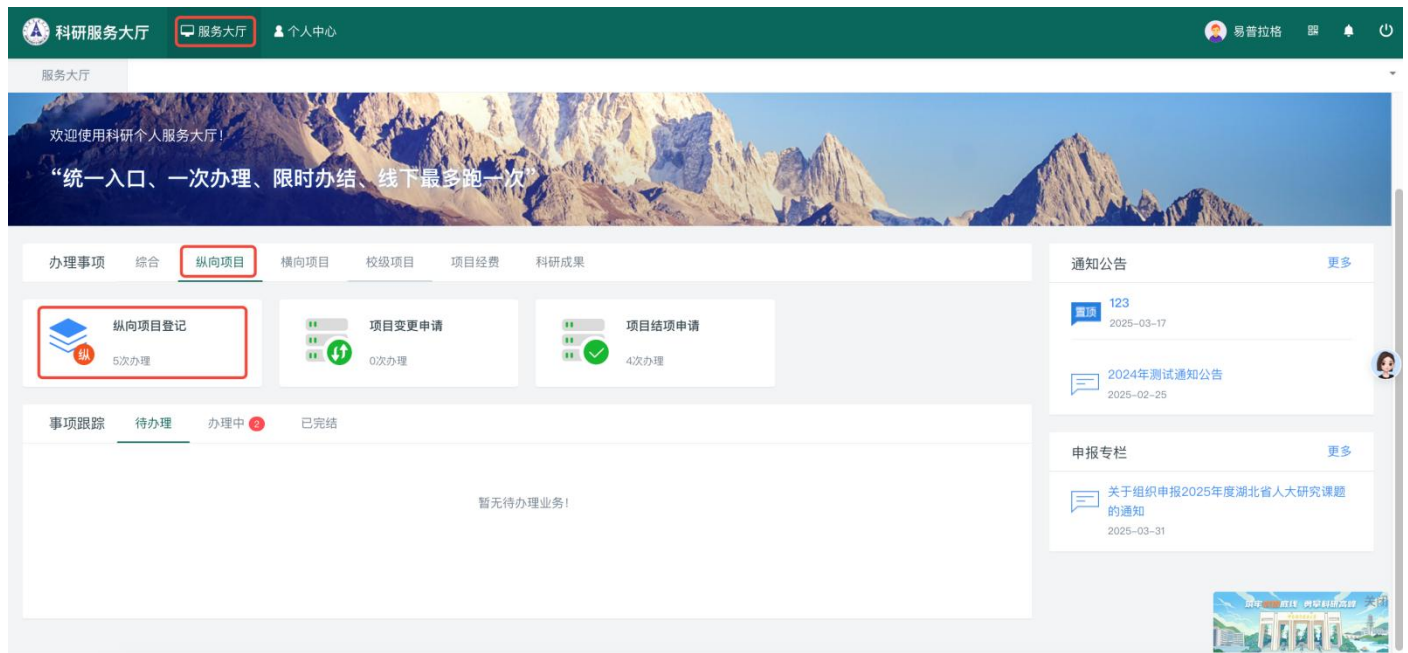 科研服务大厅 服务大厅 个人中心 易普拉格
服务大厅
欢迎使用科研个人服务大厅!
“统一入口、一次办理、限时办结、线下最多跑一次”
办理事项 综合 纵向项目 横向项目 校级项目 项目经费 科研成果
纵向项目登记
纵
5次办理
项目变更申请
0次办理
项目结项申请
4次办理
事项跟踪 待办理 办理中 2 已完结
暂无待办理业务!
通知公告 更多
置顶 123
2025-03-17
2024年测试通知公告
2025-02-25
申报专栏 更多
关于组织申报2025年度湖北省人大研究课题
的通知
2025-03-31
关闭